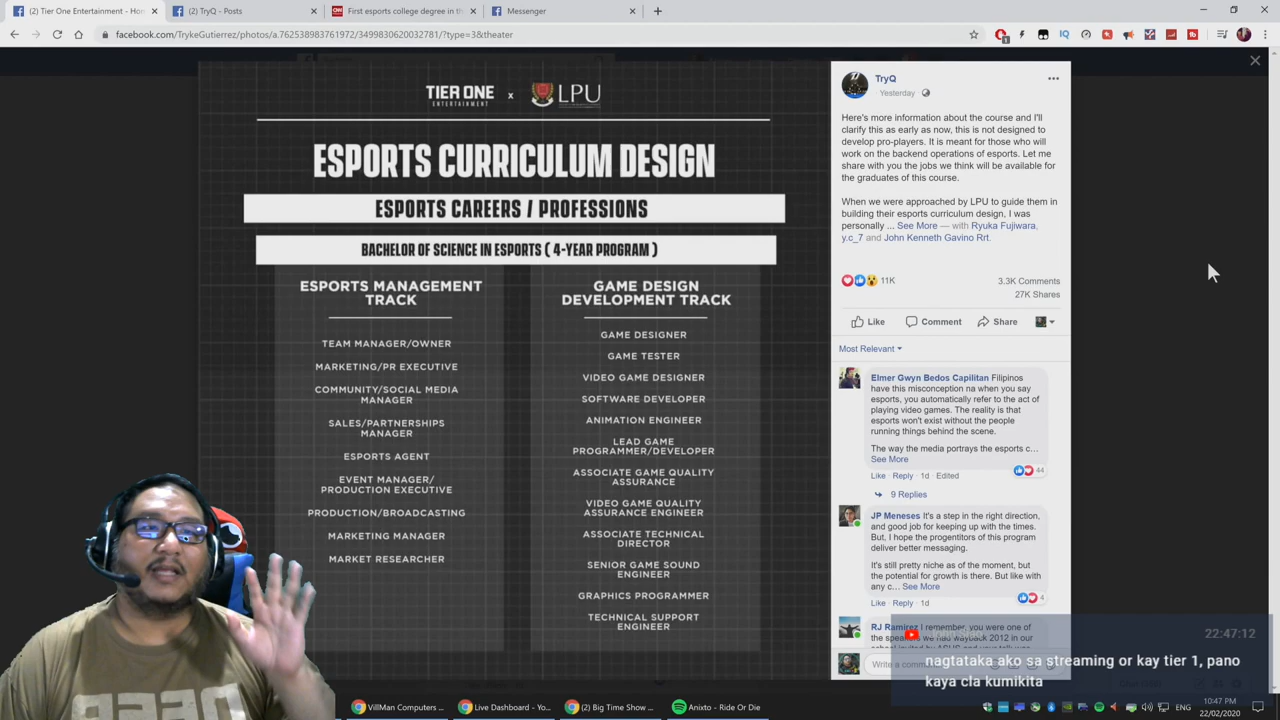 (2) Tier One Entertainment - Ho
(2) TryQ - Posts
First esports college degree in th
Messenger
facebook.com/TrykeGutierrez/photos/a.762538983761972/3499830620032781/?type=3&theater
TIER ONE
ENTERTAINMENT
x
LPU
ESPORTS CURRICULUM DESIGN
ESPORTS CAREERS / PROFESSIONS
BACHELOR OF SCIENCE IN ESPORTS ( 4-YEAR PROGRAM )
ESPORTS MANAGEMENT
TRACK
TEAM MANAGER/OWNER
MARKETING/PR EXECUTIVE
COMMUNITY/SOCIAL MEDIA
MANAGER
SALES/PARTNERSHIPS
MANAGER
ESPORTS AGENT
EVENT MANAGER/
PRODUCTION EXECUTIVE
PRODUCTION/BROADCASTING
MARKETING MANAGER
MARKET RESEARCHER
GAME DESIGN
DEVELOPMENT TRACK
GAME DESIGNER
GAME TESTER
VIDEO GAME DESIGNER
SOFTWARE DEVELOPER
ANIMATION ENGINEER
LEAD GAME
PROGRAMMER/DEVELOPER
ASSOCIATE GAME QUALITY
ASSURANCE
VIDEO GAME QUALITY
ASSURANCE ENGINEER
ASSOCIATE TECHNICAL
DIRECTOR
SENIOR GAME SOUND
ENGINEER
GRAPHICS PROGRAMMER
TECHNICAL SUPPORT
ENGINEER
TryQ
Yesterday
Here's more information about the course and I'll
clarify this as early as now, this is not designed to
develop pro-players. It is meant for those who will
work on the backend operations of esports. Let me
share with you the jobs we think will be available for
the graduates of this course.
When we were approached by LPU to guide them in
building their esports curriculum design, I was
personally ... See More — with Ryuka Fujiwara,
y.c_7 and John Kenneth Gavino Rrt.
11K
3.3K Comments
27K Shares
Like Comment Share
Most Relevant
Elmer Gwyn Bedos Capilitan Filipinos
have this misconception na when you say
esports, you automatically refer to the act of
playing video games. The reality is that
esports won't exist without the people
running things behind the scene.
The way the media portrays the esports c...
See More
44
Like · Reply · 1d · Edited
9 Replies
JP Meneses It's a step in the right direction,
and good job for keeping up with the times.
But, I hope the progentitors of this program
deliver better messaging.
It's still pretty niche as of the moment, but
the potential for growth is there. But like with
any c... See More
4
Like · Reply · 1d
RJ Ramirez I remember, you were one of
the speakers we had wayback 2012 in our
Write a comm
22:47:12
nagtataka ako sa streaming or kay tier 1, pano
kaya cla kumikita
VillMan Computers ...
Live Dashboard - Yo...
(2) Big Time Show ...
Anixto - Ride Or Die
ENG
10:47 PM
22/02/2020